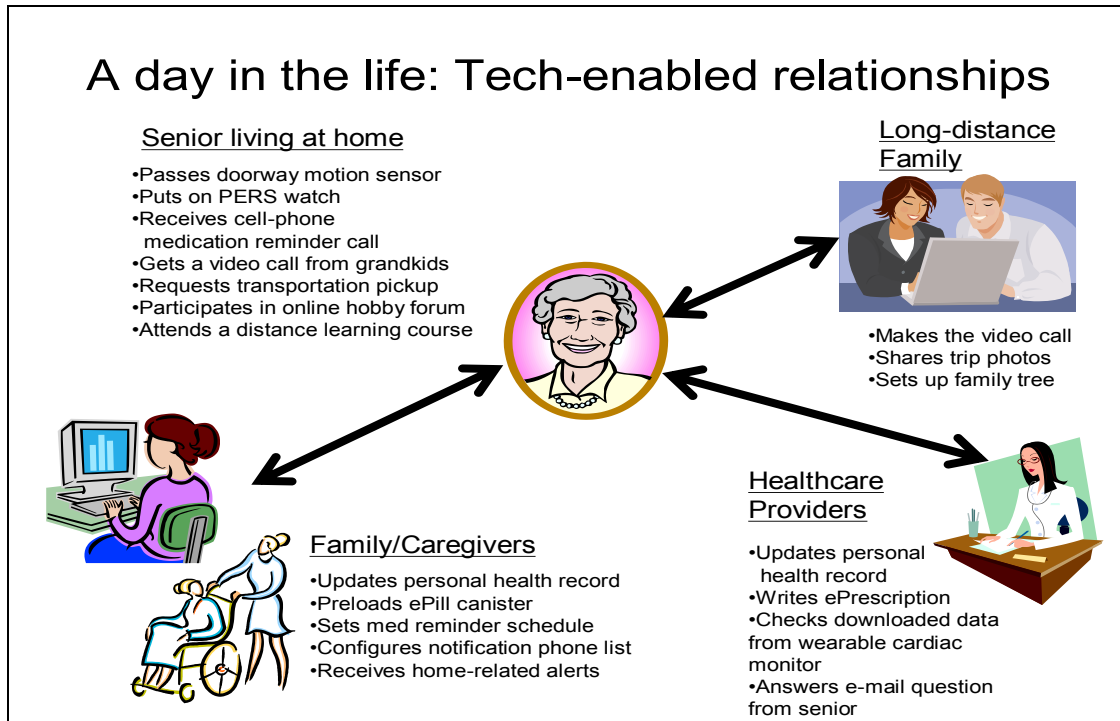 A day in the life: Tech-enabled relationships
Senior living at home
•Passes doorway motion sensor
•Puts on PERS watch
•Receives cell-phone
medication reminder call
•Gets a video call from grandkids
•Requests transportation pickup
•Participates in online hobby forum
•Attends a distance learning course
Long-distance
Family
•Makes the video call
•Shares trip photos
•Sets up family tree
Family/Caregivers
•Updates personal health record
•Preloads ePill canister
•Sets med reminder schedule
•Configures notification phone list
•Receives home-related alerts
Healthcare
Providers
•Updates personal
health record
•Writes ePrescription
•Checks downloaded data
from wearable cardiac
monitor
•Answers e-mail question
from senior